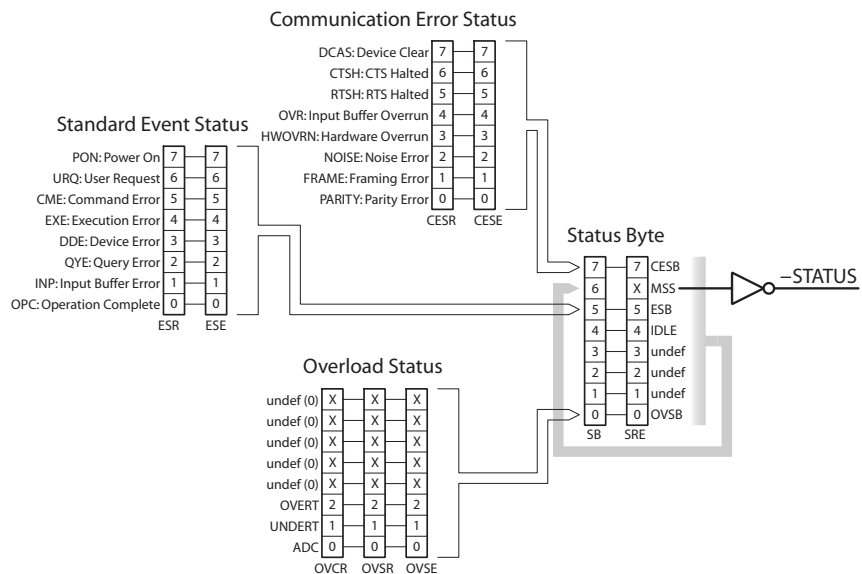 Communication Error Status
DCAS: Device Clear 7 7
CTSH: CTS Halted 6 6
RTSH: RTS Halted 5 5
OVR: Input Buffer Overrun 4 4
HWOVRN: Hardware Overrun 3 3
NOISE: Noise Error 2 2
FRAME: Framing Error 1 1
PARITY: Parity Error 0 0
CESR CESE
Standard Event Status
PON: Power On 7 7
URQ: User Request 6 6
CME: Command Error 5 5
EXE: Execution Error 4 4
DDE: Device Error 3 3
QYE: Query Error 2 2
INP: Input Buffer Error 1 1
OPC: Operation Complete 0 0
ESR ESE
Status Byte
7 7 CESB
6 X MSS
5 5 ESB
4 4 IDLE
3 3 undef
2 2 undef
1 1 undef
0 0 OVSB
SB SRE
–STATUS
Overload Status
undef (0) X X X
undef (0) X X X
undef (0) X X X
undef (0) X X X
undef (0) X X X
OVERT 2 2 2
UNDERT 1 1 1
ADC 0 0 0
OVCR OVSR OVSE